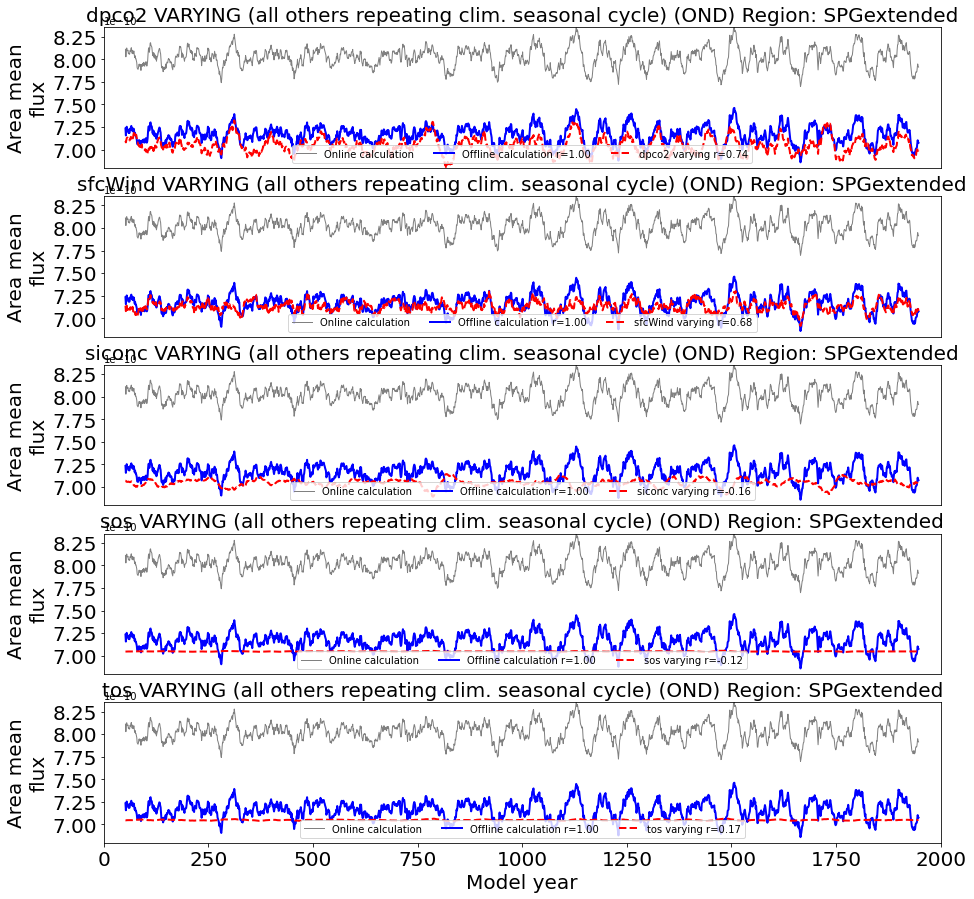 dpco2 VARYING (all others repeating clim. seasonal cycle) (OND) Region: SPGextended
1e−10
8.25
8.00
7.75
7.50
7.25
7.00
Area mean
flux
Online calculation
Offline calculation r=1.00
dpco2 varying r=0.74
sfcWind VARYING (all others repeating clim. seasonal cycle) (OND) Region: SPGextended
1e−10
8.25
8.00
7.75
7.50
7.25
7.00
Area mean
flux
Online calculation
Offline calculation r=1.00
sfcWind varying r=0.68
siconc VARYING (all others repeating clim. seasonal cycle) (OND) Region: SPGextended
1e−10
8.25
8.00
7.75
7.50
7.25
7.00
Area mean
flux
Online calculation
Offline calculation r=1.00
siconc varying r=-0.16
sos VARYING (all others repeating clim. seasonal cycle) (OND) Region: SPGextended
1e−10
8.25
8.00
7.75
7.50
7.25
7.00
Area mean
flux
Online calculation
Offline calculation r=1.00
sos varying r=-0.12
tos VARYING (all others repeating clim. seasonal cycle) (OND) Region: SPGextended
1e−10
8.25
8.00
7.75
7.50
7.25
7.00
Area mean
flux
Online calculation
Offline calculation r=1.00
tos varying r=0.17
0 250 500 750 1000 1250 1500 1750 2000
Model year